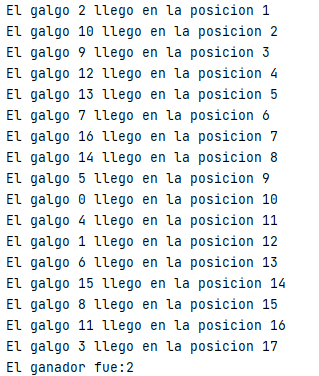 El galgo 2 llego en la posicion 1
El galgo 10 llego en la posicion 2
El galgo 9 llego en la posicion 3
El galgo 12 llego en la posicion 4
El galgo 13 llego en la posicion 5
El galgo 7 llego en la posicion 6
El galgo 16 llego en la posicion 7
El galgo 14 llego en la posicion 8
El galgo 5 llego en la posicion 9
El galgo 0 llego en la posicion 10
El galgo 4 llego en la posicion 11
El galgo 1 llego en la posicion 12
El galgo 6 llego en la posicion 13
El galgo 15 llego en la posicion 14
El galgo 8 llego en la posicion 15
El galgo 11 llego en la posicion 16
El galgo 3 llego en la posicion 17
El ganador fue:2